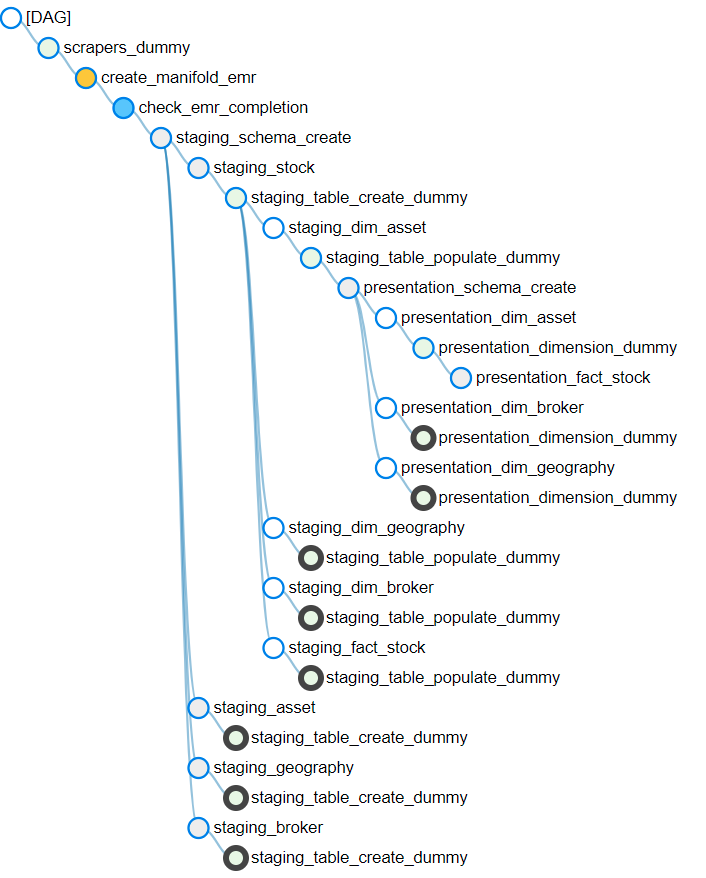 [DAG]
scrapers_dummy
create_manifold_emr
check_emr_completion
staging_schema_create
staging_stock
staging_table_create_dummy
staging_dim_asset
staging_table_populate_dummy
presentation_schema_create
presentation_dim_asset
presentation_dimension_dummy
presentation_fact_stock
presentation_dim_broker
presentation_dimension_dummy
presentation_dim_geography
presentation_dimension_dummy
staging_dim_geography
staging_table_populate_dummy
staging_dim_broker
staging_table_populate_dummy
staging_fact_stock
staging_table_populate_dummy
staging_asset
staging_table_create_dummy
staging_geography
staging_table_create_dummy
staging_broker
staging_table_create_dummy